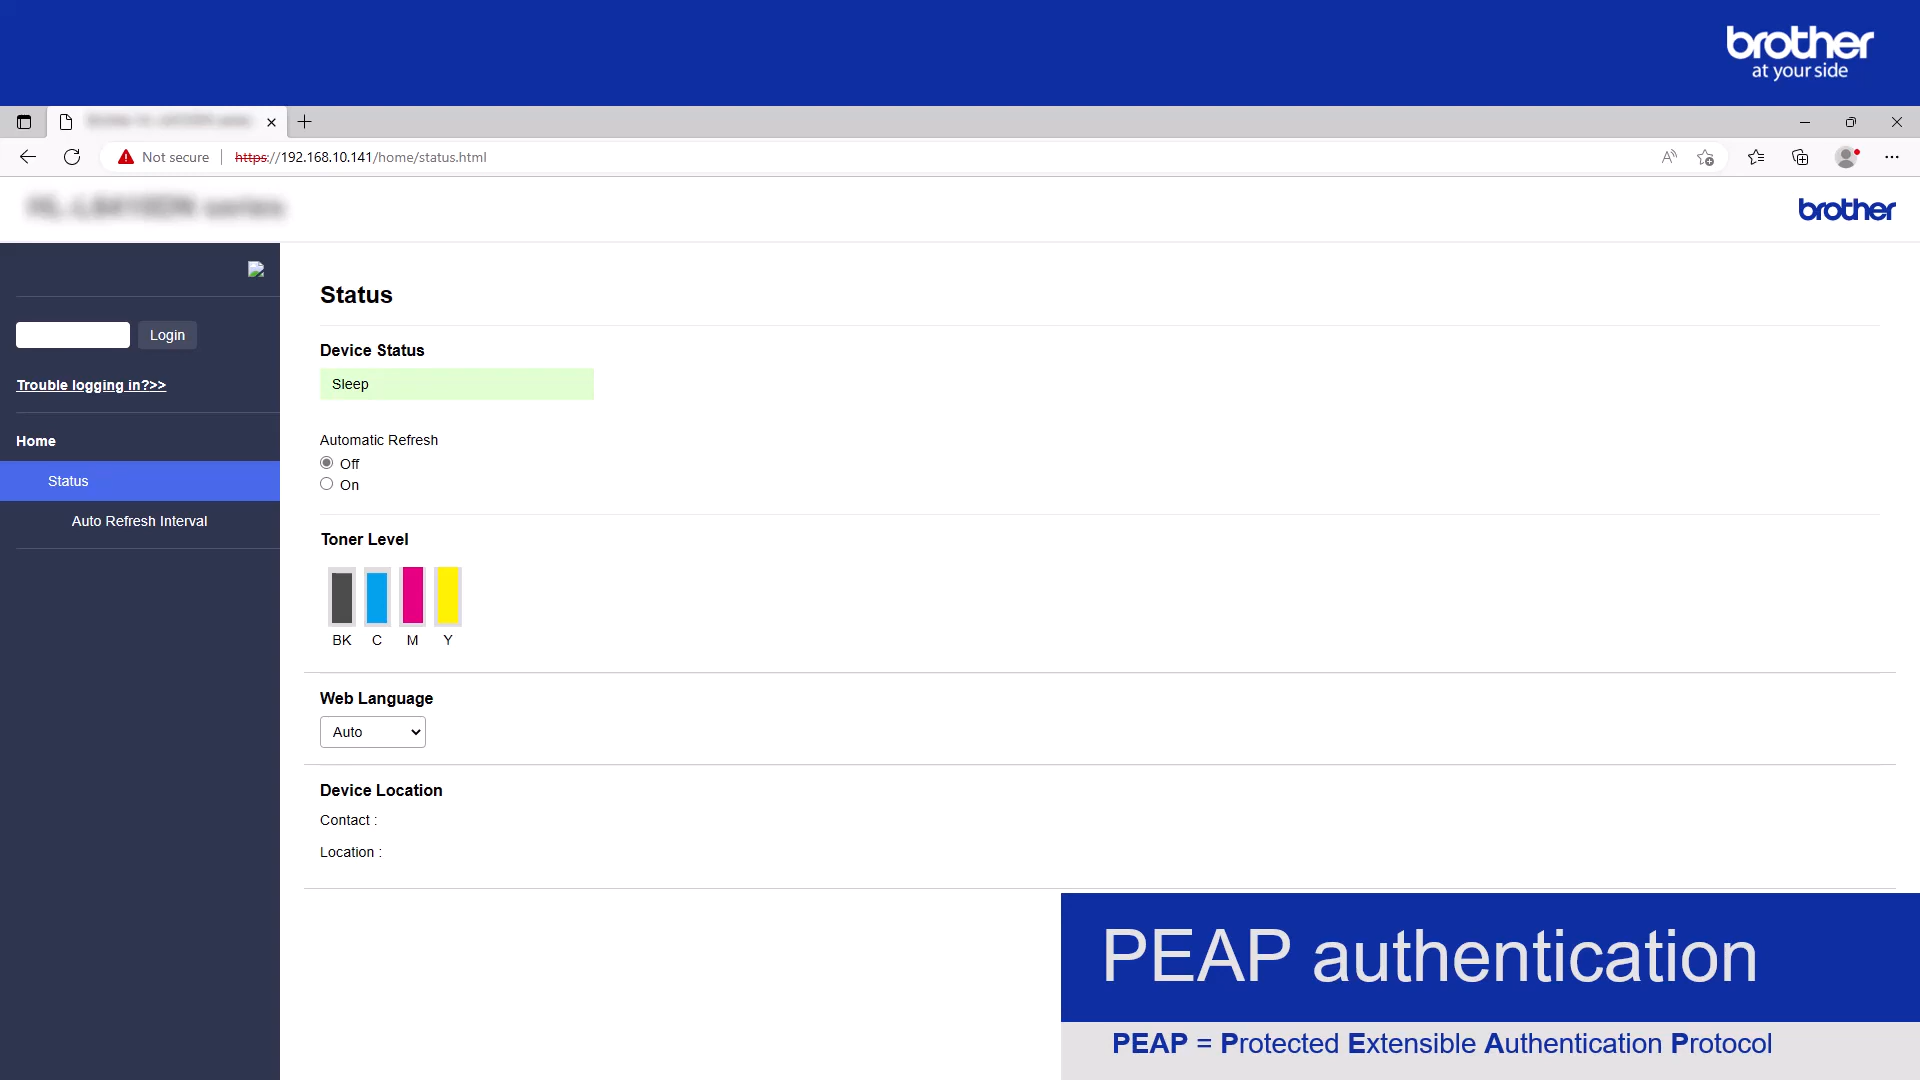 brother
at your side
Not secure
https://192.168.10.141/home/status.html
brother
Login
Trouble logging in?>>
Home
Status
Auto Refresh Interval
Status
Device Status
Sleep
Automatic Refresh
Off
On
Toner Level
BK C M Y
Web Language
Auto
Device Location
Contact :
Location :
PEAP authentication
PEAP = Protected Extensible Authentication Protocol